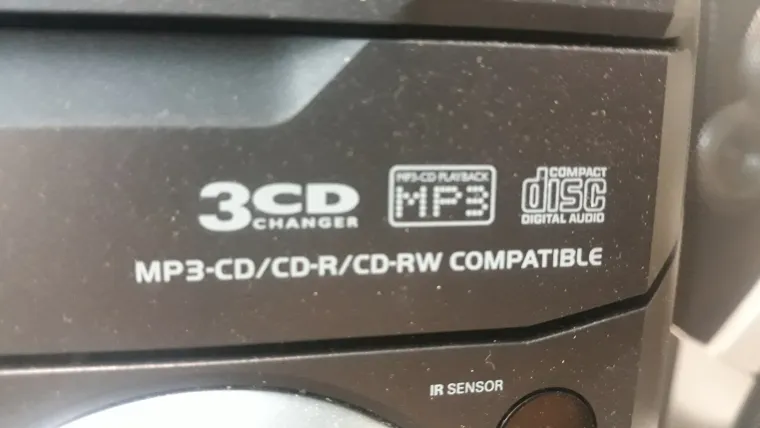 3CD
CHANGER
MP3-CD PLAYBACK
MP3
COMPACT
disc
DIGITAL AUDIO
MP3-CD/CD-R/CD-RW COMPATIBLE
IR SENSOR